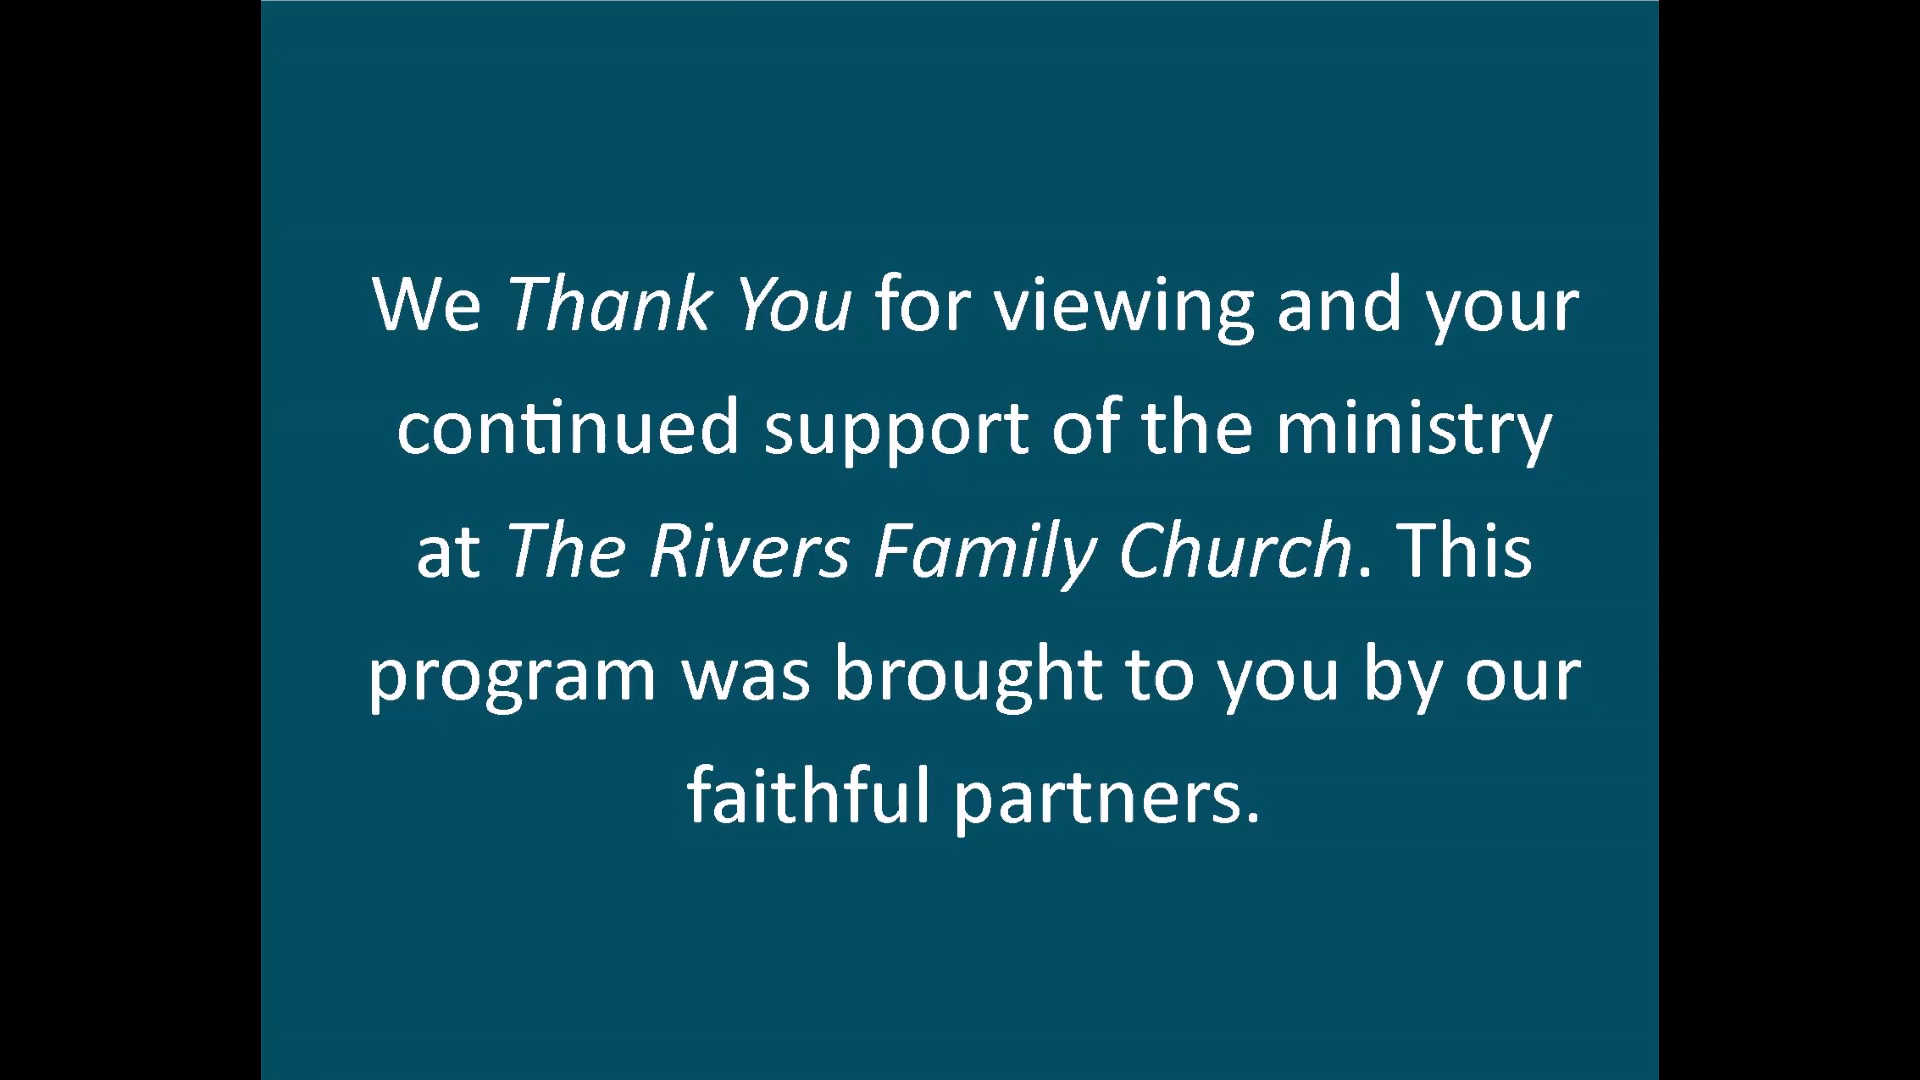 We Thank You for viewing and your
continued support of the ministry
at The Rivers Family Church. This
program was brought to you by our
faithful partners.